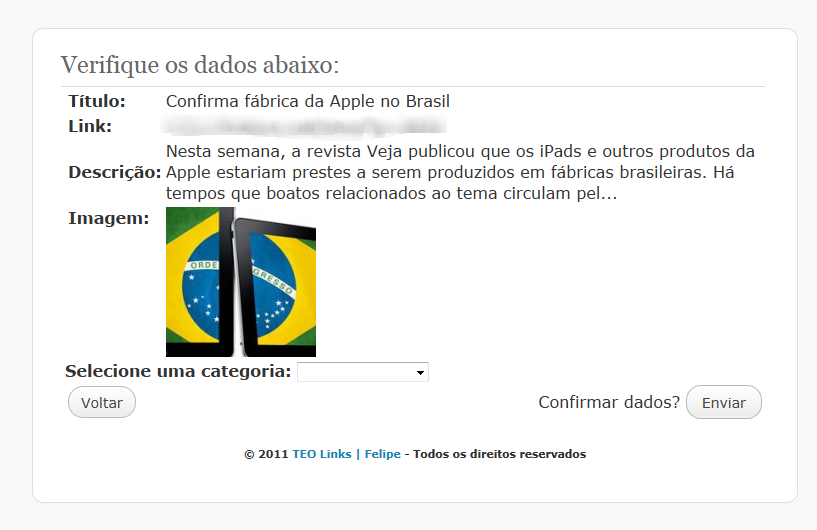 Verifique os dados abaixo:
Título: Confirma fábrica da Apple no Brasil
Link:
Descrição: Nesta semana, a revista Veja publicou que os iPads e outros produtos da
Apple estariam prestes a serem produzidos em fábricas brasileiras. Há
tempos que boatos relacionados ao tema circulam pel...
Imagem:
ORDE GRESSO
Selecione uma categoria:
Voltar Confirmar dados? Enviar
© 2011 TEO Links | Felipe - Todos os direitos reservados